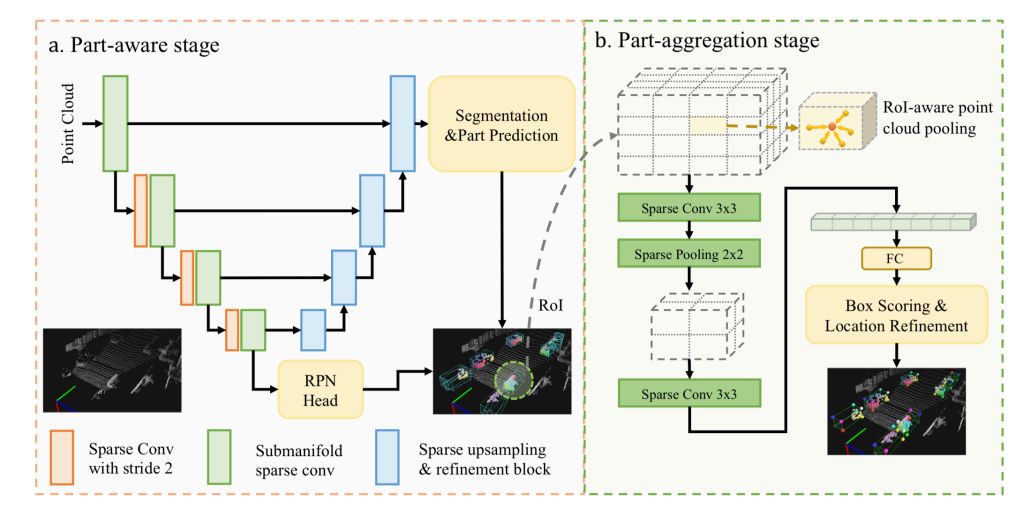 a. Part-aware stage
Point Cloud
Segmentation
&Part Prediction
RoI
RPN
Head
Sparse Conv
with stride 2
Submanifold
sparse conv
Sparse upsampling
& refinement block
b. Part-aggregation stage
RoI-aware point
cloud pooling
Sparse Conv 3x3
Sparse Pooling 2x2
Sparse Conv 3x3
FC
Box Scoring &
Location Refinement